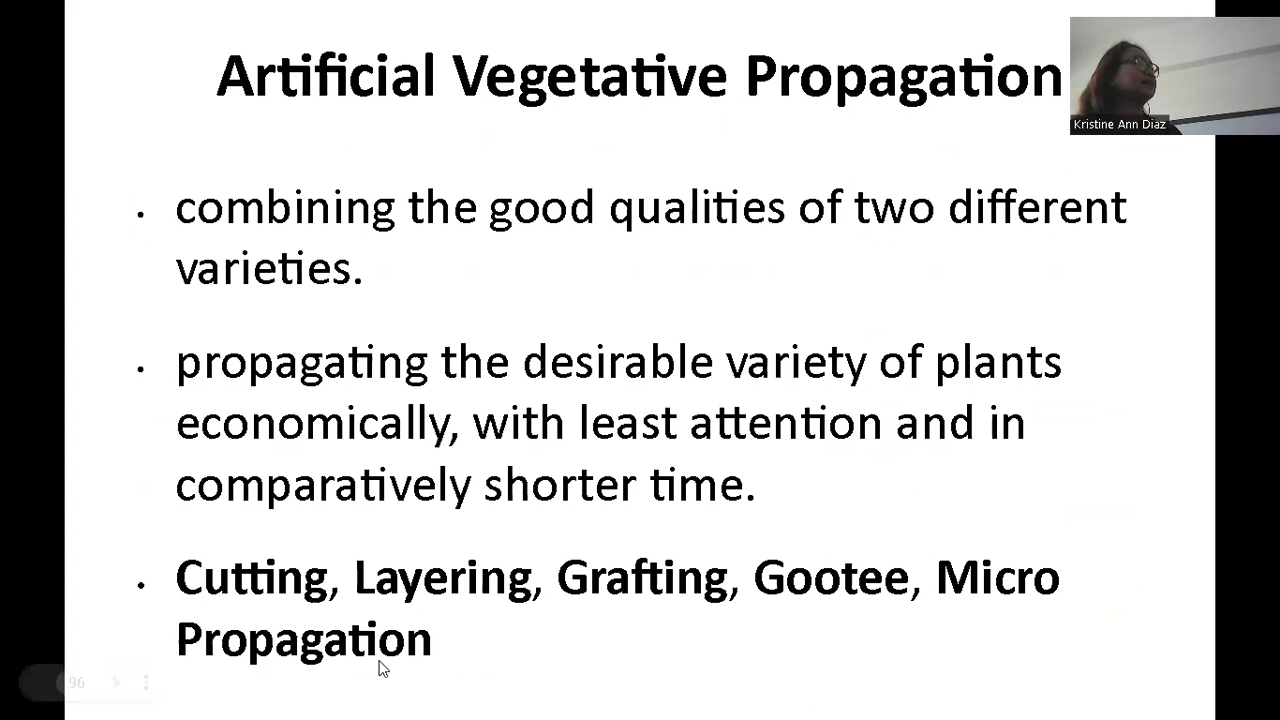 Artificial Vegetative Propagation
Kristine Ann Diaz
• combining the good qualities of two different
varieties.
• propagating the desirable variety of plants
economically, with least attention and in
comparatively shorter time.
• Cutting, Layering, Grafting, Gootee, Micro
Propagation
96